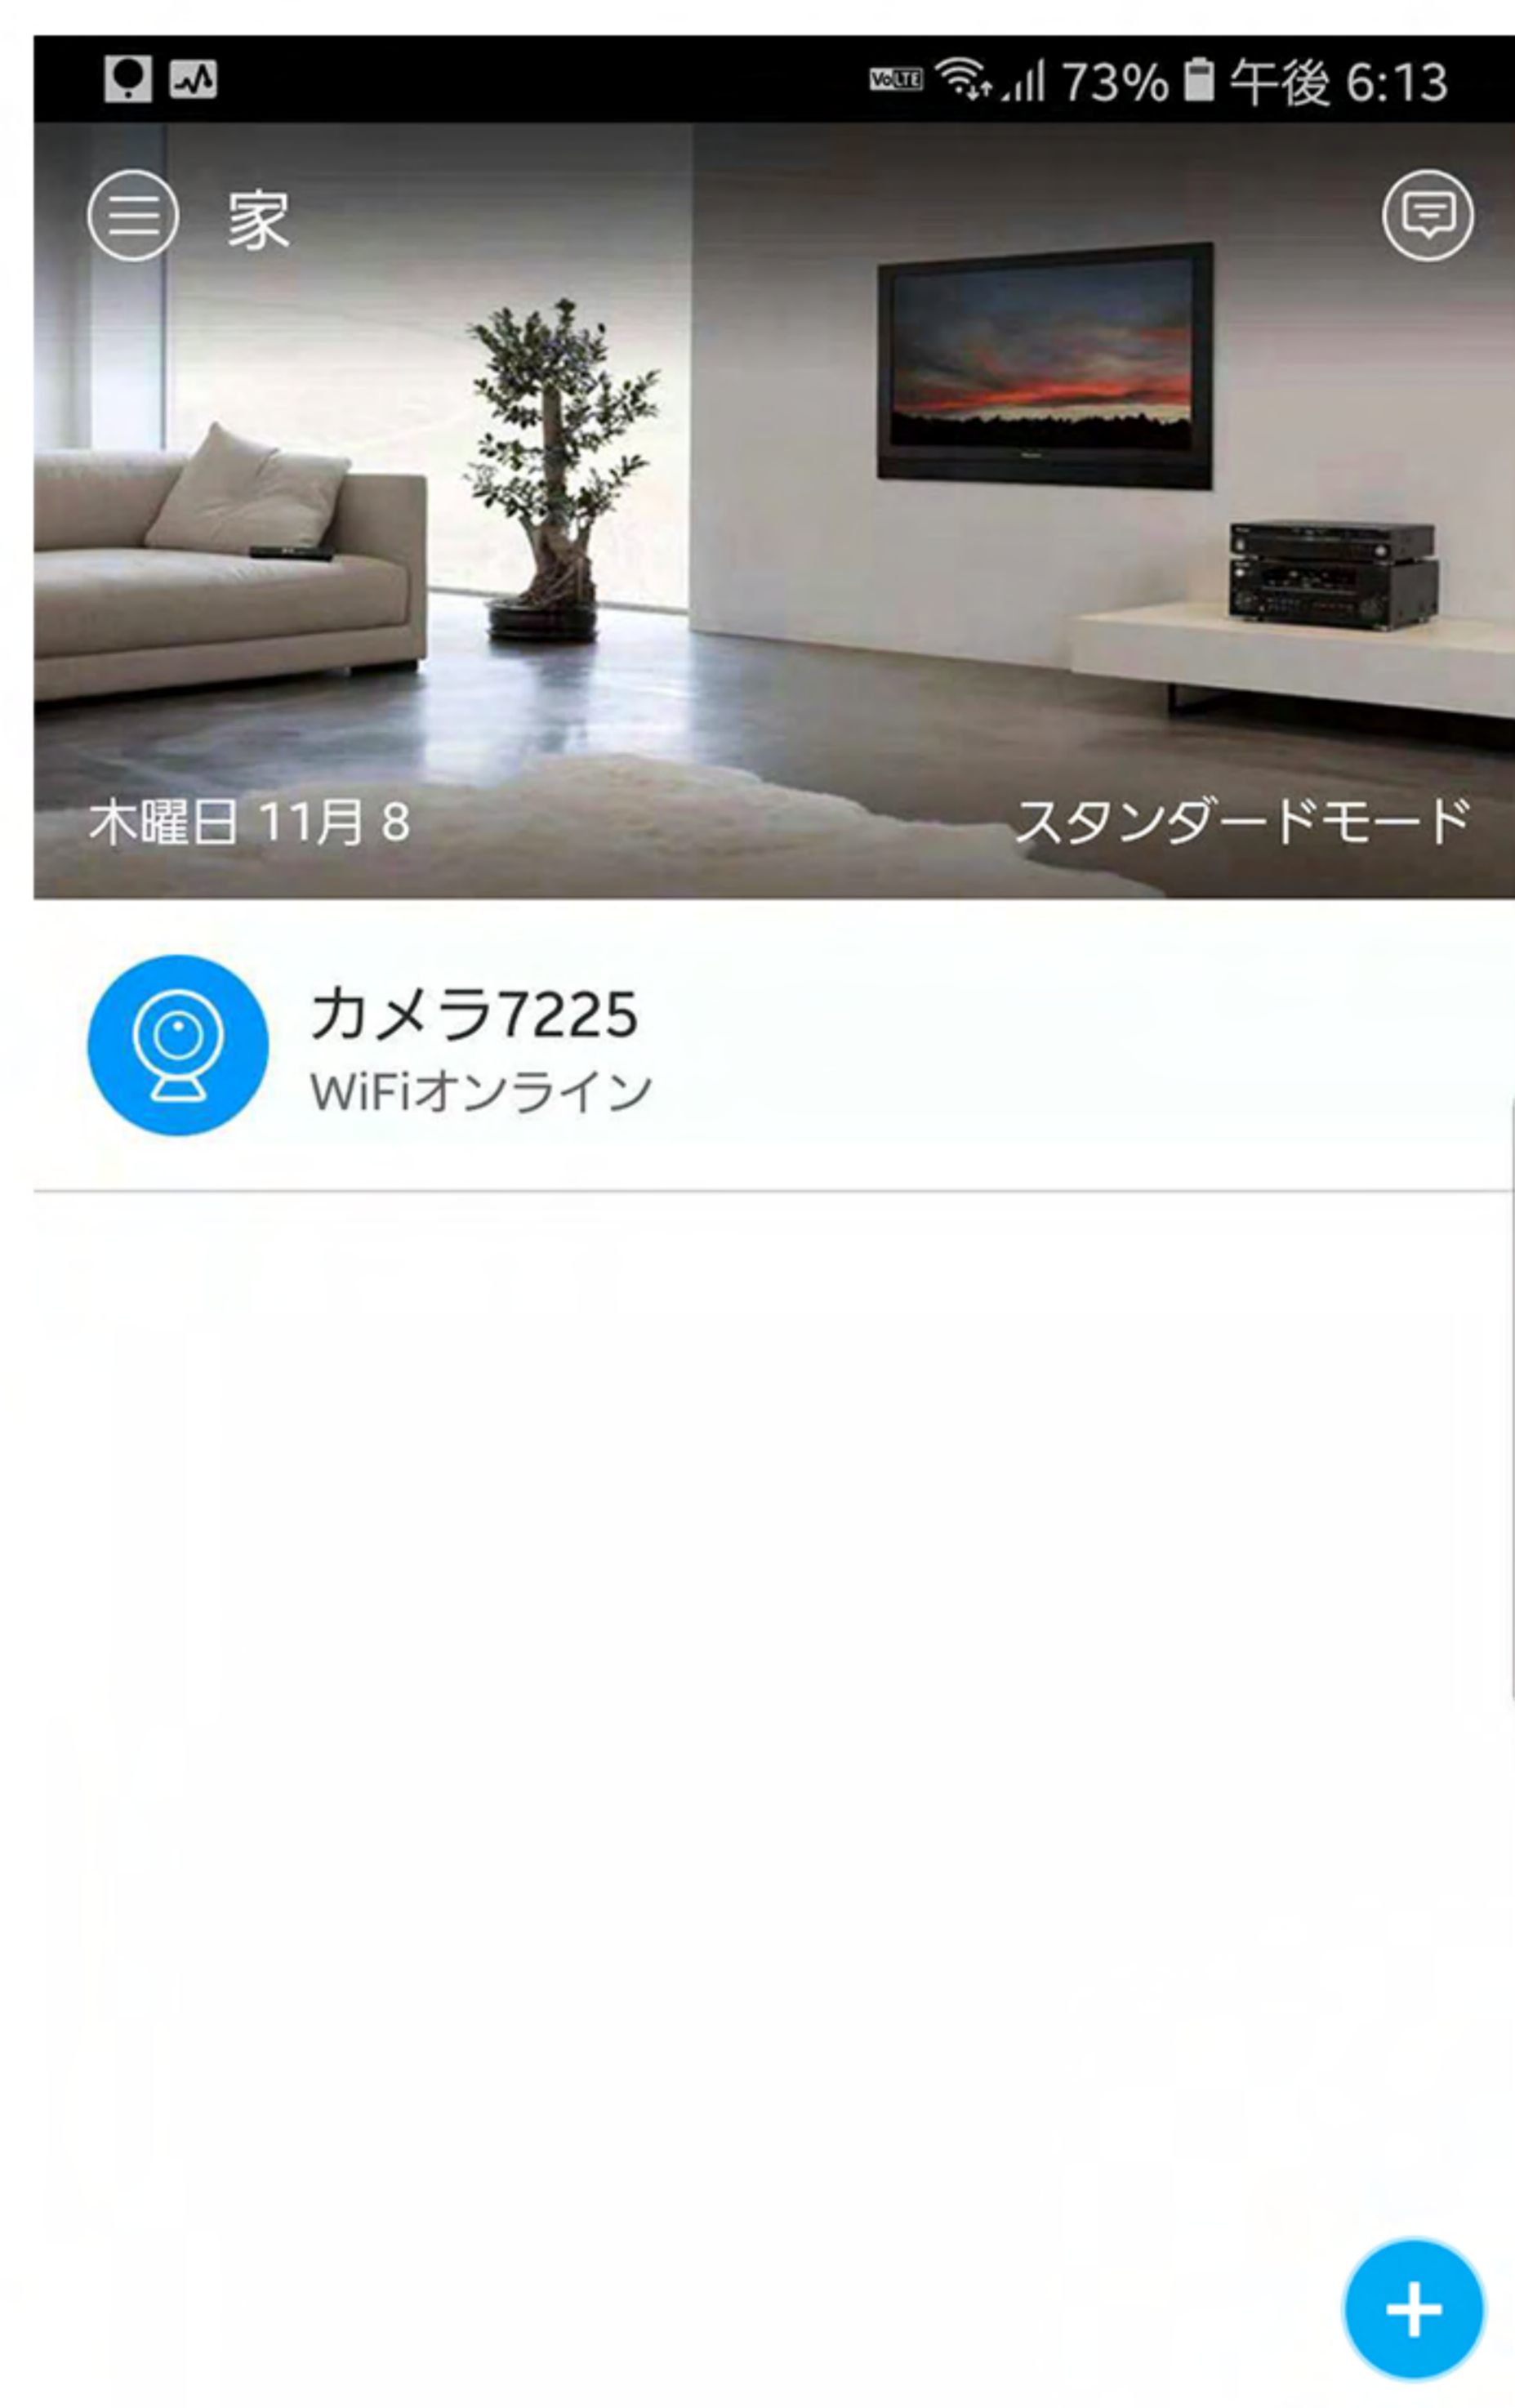 VoLTE 73% 午後 6:13
家
木曜日 11月 8 スタンダードモード
カメラ7225
WiFiオンライン